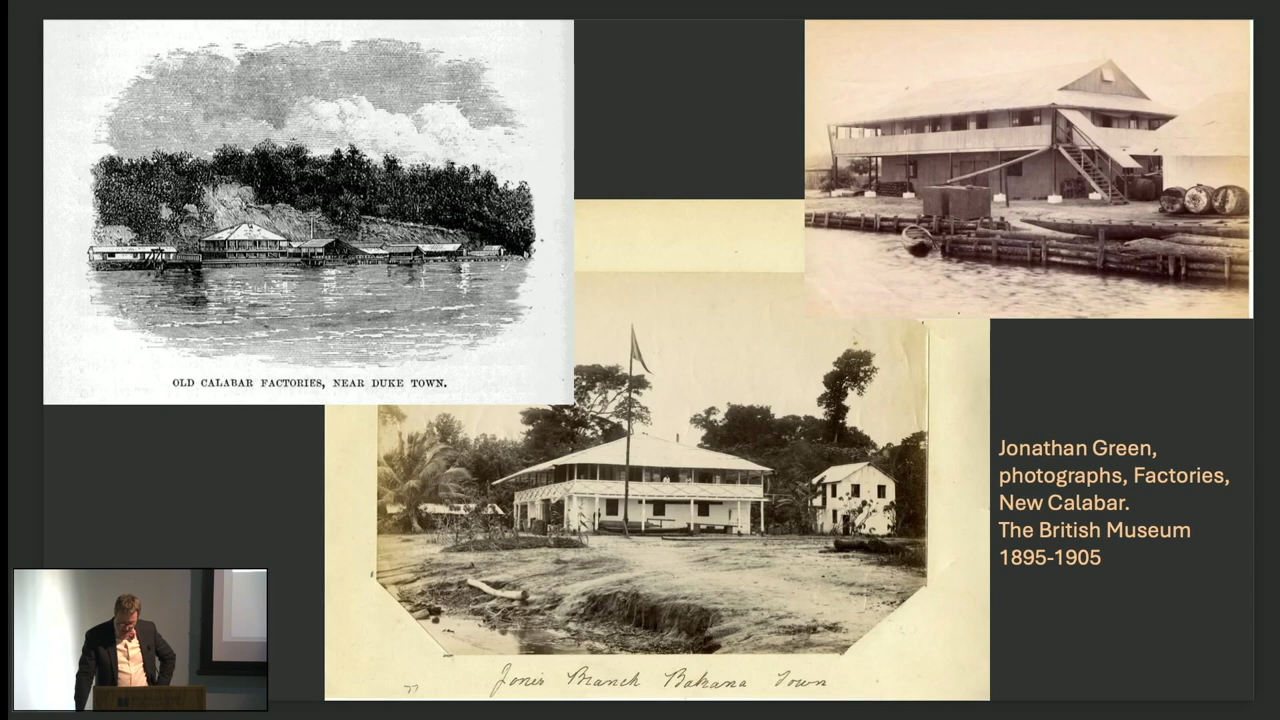 OLD CALABAR FACTORIES, NEAR DUKE TOWN.
Jonathan Green,
photographs, Factories,
New Calabar.
The British Museum
1895-1905
77 Jones Branch Bakana Town